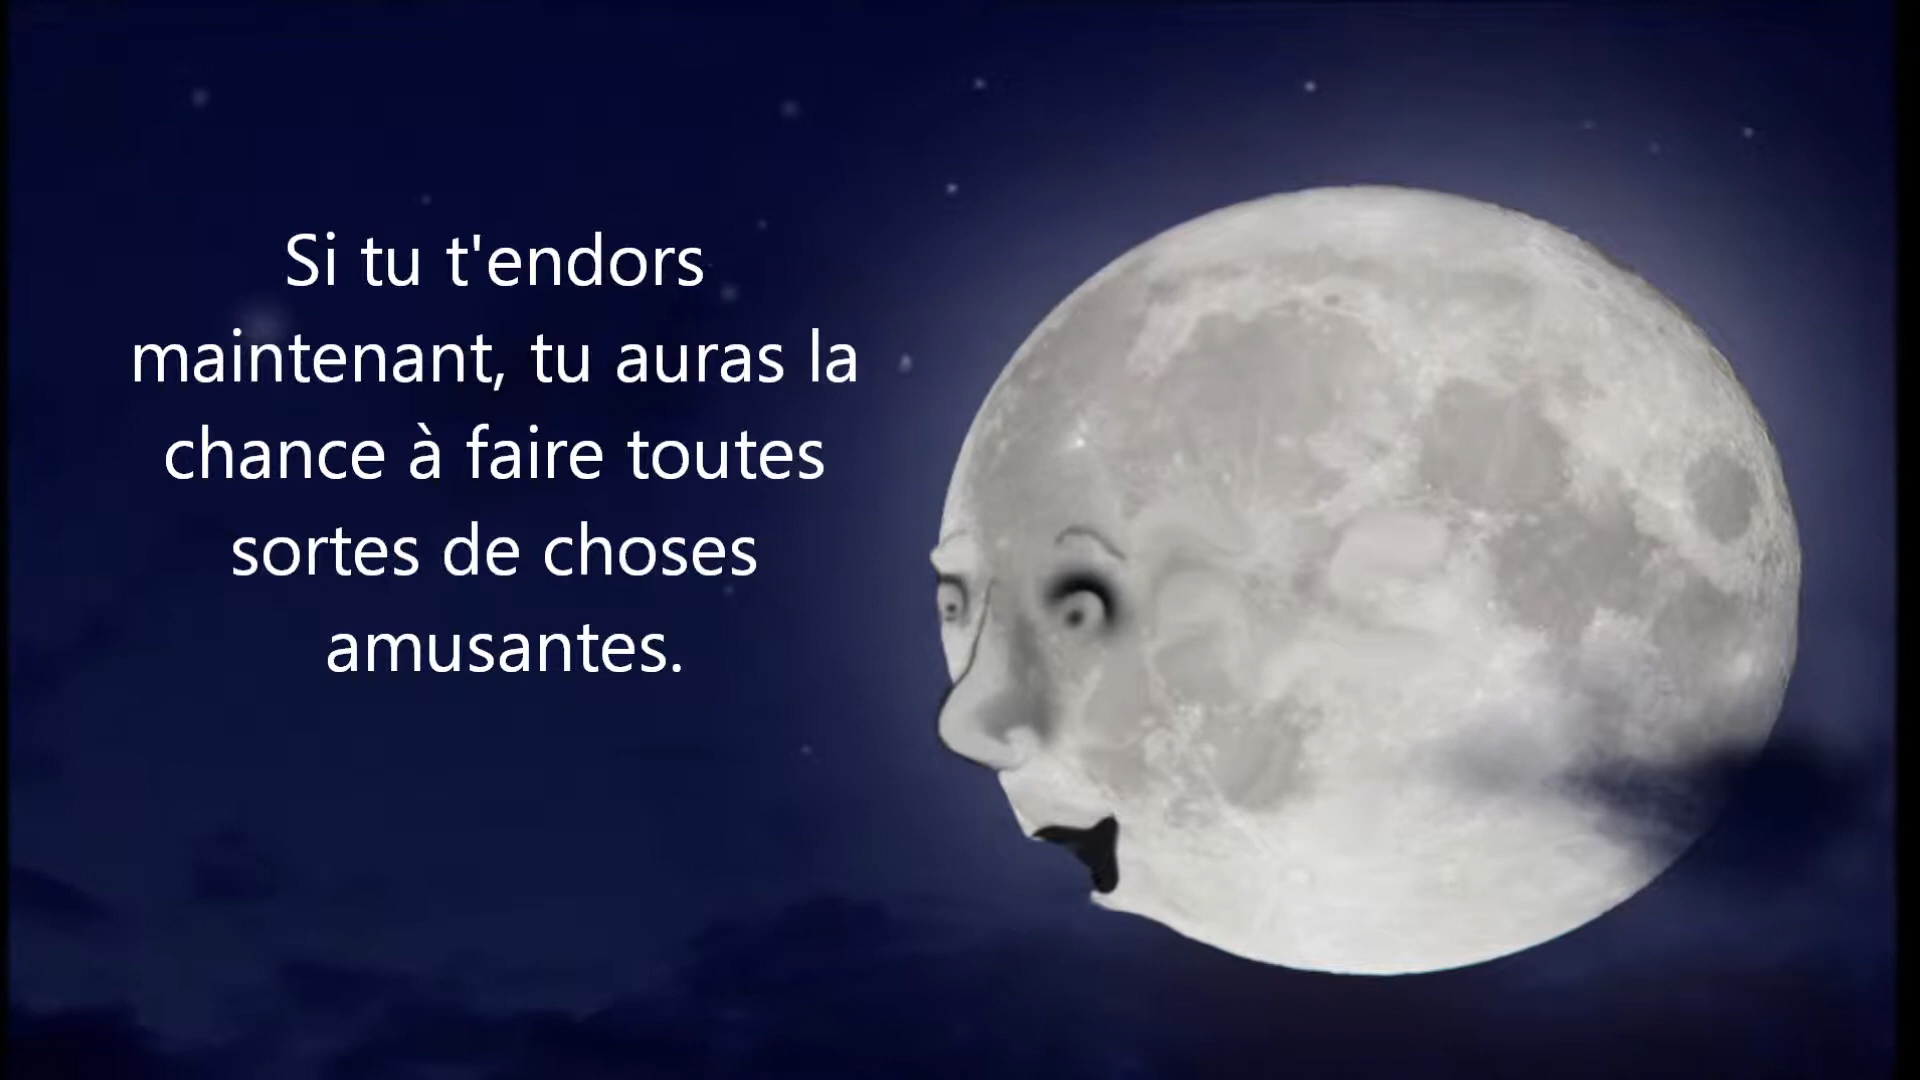 Si tu t'endors
maintenant, tu auras la
chance à faire toutes
sortes de choses
amusantes.